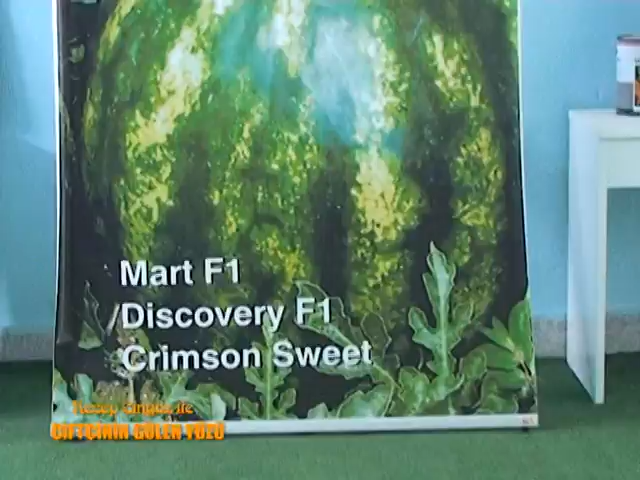 Mart F1
Discovery F1
Crimson Sweet
ÇİFTÇİNİN GÜLEN YÜZÜ